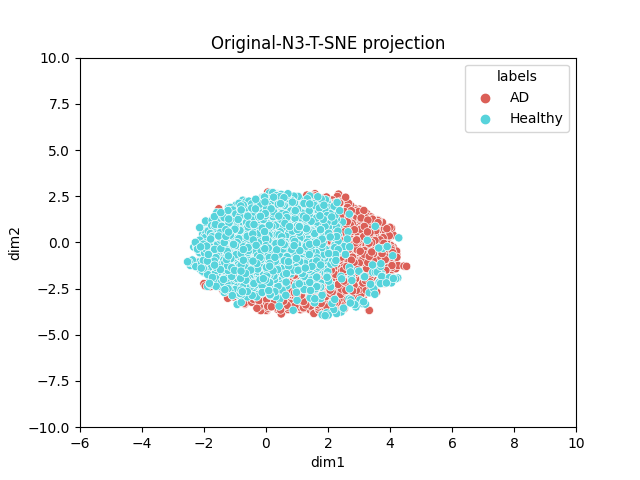 Original-N3-T-SNE projection
labels
AD
Healthy
10.0
7.5
5.0
2.5
0.0
−2.5
−5.0
−7.5
−10.0
dim2
−6 −4 −2 0 2 4 6 8 10
dim1